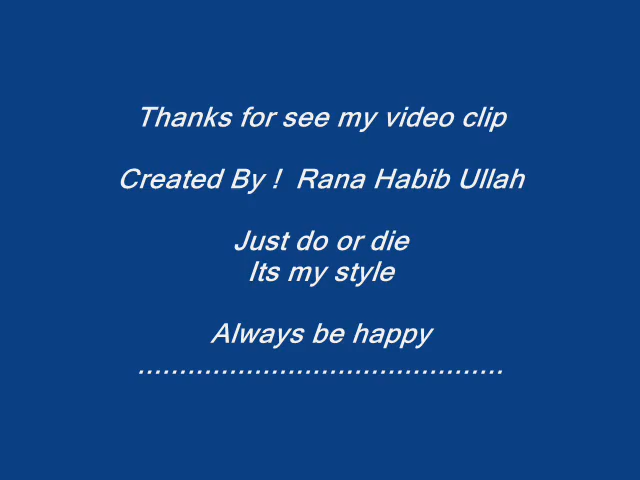 Thanks for see my video clip
Created By !  Rana Habib Ullah
Just do or die
Its my style
Always be happy
............................................